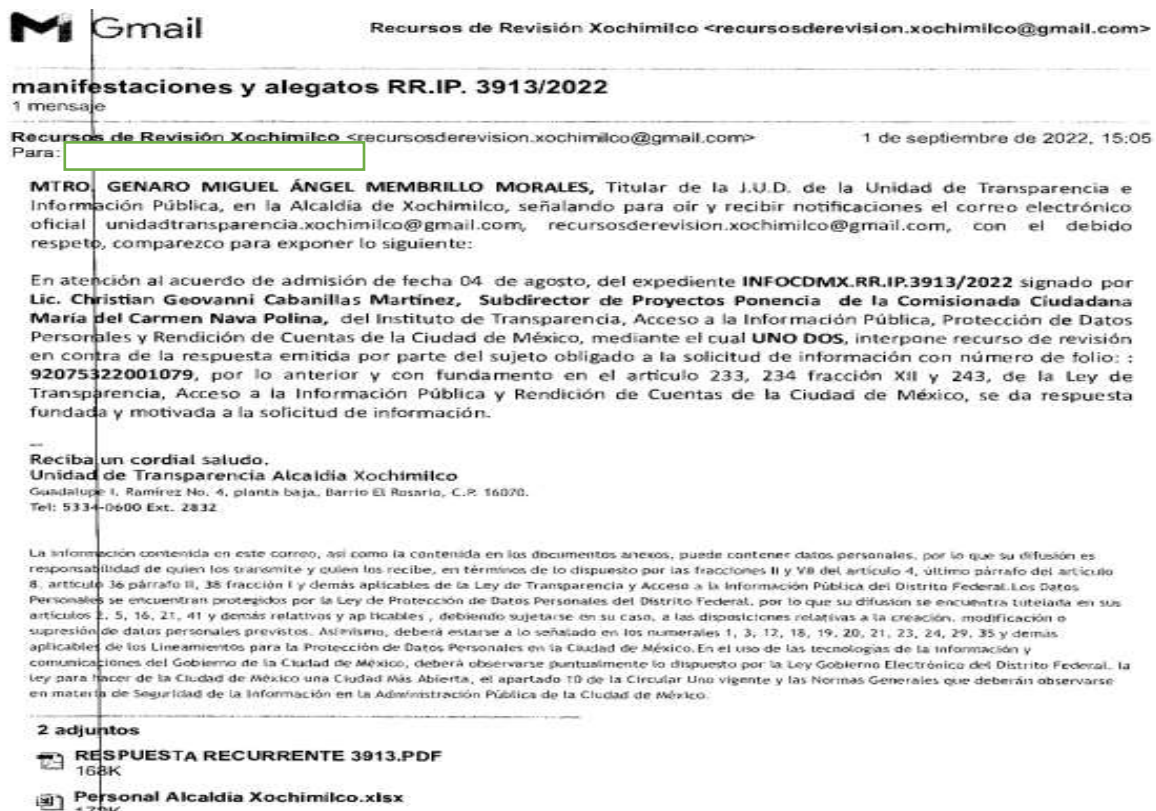 Gmail
Recursos de Revisión Xochimilco <recursosderevision.xochimilco@gmail.com>
manifestaciones y alegatos RR.IP. 3913/2022
1 mensaje
Recursos de Revisión Xochimilco <recursosderevision.xochimilco@gmail.com> 1 de septiembre de 2022, 15:05
Para:
MTRO. GENARO MIGUEL ÁNGEL MEMBRILLO MORALES, Titular de la J.U.D. de la Unidad de Transparencia e
Información Pública, en la Alcaldía de Xochimilco, señalando para oír y recibir notificaciones el correo electrónico
oficial unidadtransparencia.xochimilco@gmail.com, recursosderevision.xochimilco@gmail.com, con el debido
respeto, comparezco para exponer lo siguiente:
En atención al acuerdo de admisión de fecha 04 de agosto, del expediente INFOCDMX.RR.IP.3913/2022 signado por
Lic. Christian Geovanni Cabanillas Martínez, Subdirector de Proyectos Ponencia de la Comisionada Ciudadana
María del Carmen Nava Polina, del Instituto de Transparencia, Acceso a la Información Pública, Protección de Datos
Personales y Rendición de Cuentas de la Ciudad de México, mediante el cual UNO DOS, interpone recurso de revisión
en contra de la respuesta emitida por parte del sujeto obligado a la solicitud de información con número de folio: :
92075322001079, por lo anterior y con fundamento en el artículo 233, 234 fracción XII y 243, de la Ley de
Transparencia, Acceso a la Información Pública y Rendición de Cuentas de la Ciudad de México, se da respuesta
fundada y motivada a la solicitud de información.
--
Reciba un cordial saludo.
Unidad de Transparencia Alcaldía Xochimilco
Guadalupe I. Ramírez No. 4, planta baja, Barrio El Rosario, C.P. 16070.
Tel: 5334-0600 Ext. 2832
La información contenida en este correo, así como la contenida en los documentos anexos, puede contener datos personales, por lo que su difusión es
responsabilidad de quien los transmite y quien los recibe, en términos de lo dispuesto por las fracciones II y VII del artículo 4, último párrafo del artículo
8, artículo 36 párrafo II, 38 fracción I y demás aplicables de la Ley de Transparencia y Acceso a la Información Pública del Distrito Federal.Los Datos
Personales se encuentran protegidos por la Ley de Protección de Datos Personales del Distrito Federal, por lo que su difusión se encuentra tutelada en sus
artículos 2, 5, 16, 21, 41 y demás relativos y aplicables , debiendo sujetarse en su caso, a las disposiciones relativas a la creación, modificación o
supresión de datos personales previstos. Asimismo, deberá estarse a lo señalado en los numerales 1, 3, 12, 18, 19, 20, 21, 23, 24, 29, 35 y demás
aplicables de los Lineamientos para la Protección de Datos Personales en la Ciudad de México.En el uso de las tecnologías de la información y
comunicaciones del Gobierno de la Ciudad de México, deberá observarse puntualmente lo dispuesto por la Ley Gobierno Electrónico del Distrito Federal, la
ley para hacer de la Ciudad de México una Ciudad Más Abierta, el apartado 10 de la Circular Uno vigente y las Normas Generales que deberán observarse
en materia de Seguridad de la Información en la Administración Pública de la Ciudad de México.
2 adjuntos
RESPUESTA RECURRENTE 3913.PDF
168K
Personal Alcaldia Xochimilco.xlsx